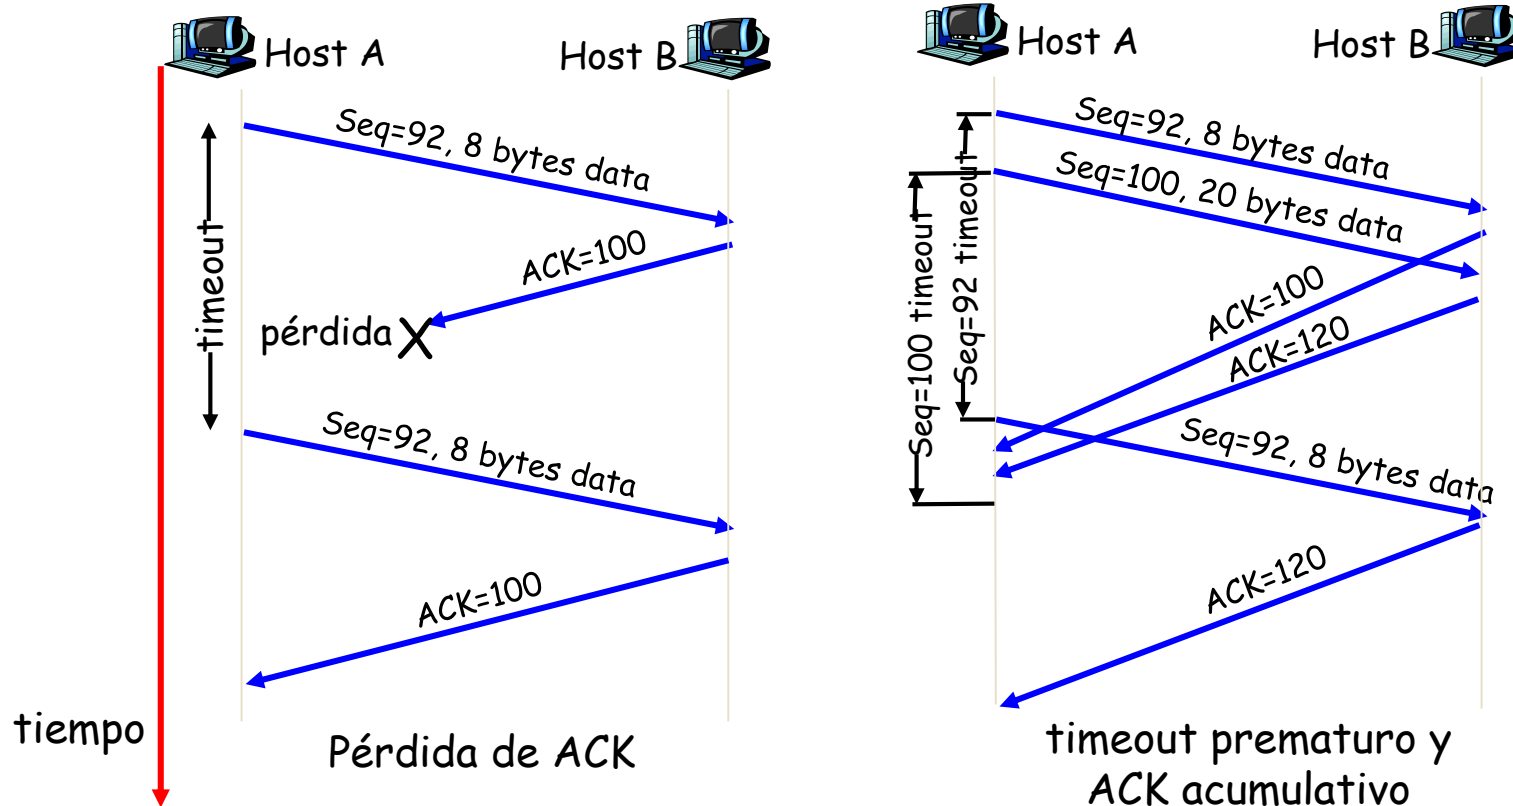 Host A
Host B
Seq=92, 8 bytes data
timeout
ACK=100
pérdida
X
Seq=92, 8 bytes data
ACK=100
tiempo
Pérdida de ACK
Host A
Host B
Seq=92, 8 bytes data
Seq=100, 20 bytes data
Seq=100 timeout
Seq=92 timeout
ACK=100
ACK=120
Seq=92, 8 bytes data
ACK=120
timeout prematuro y
ACK acumulativo